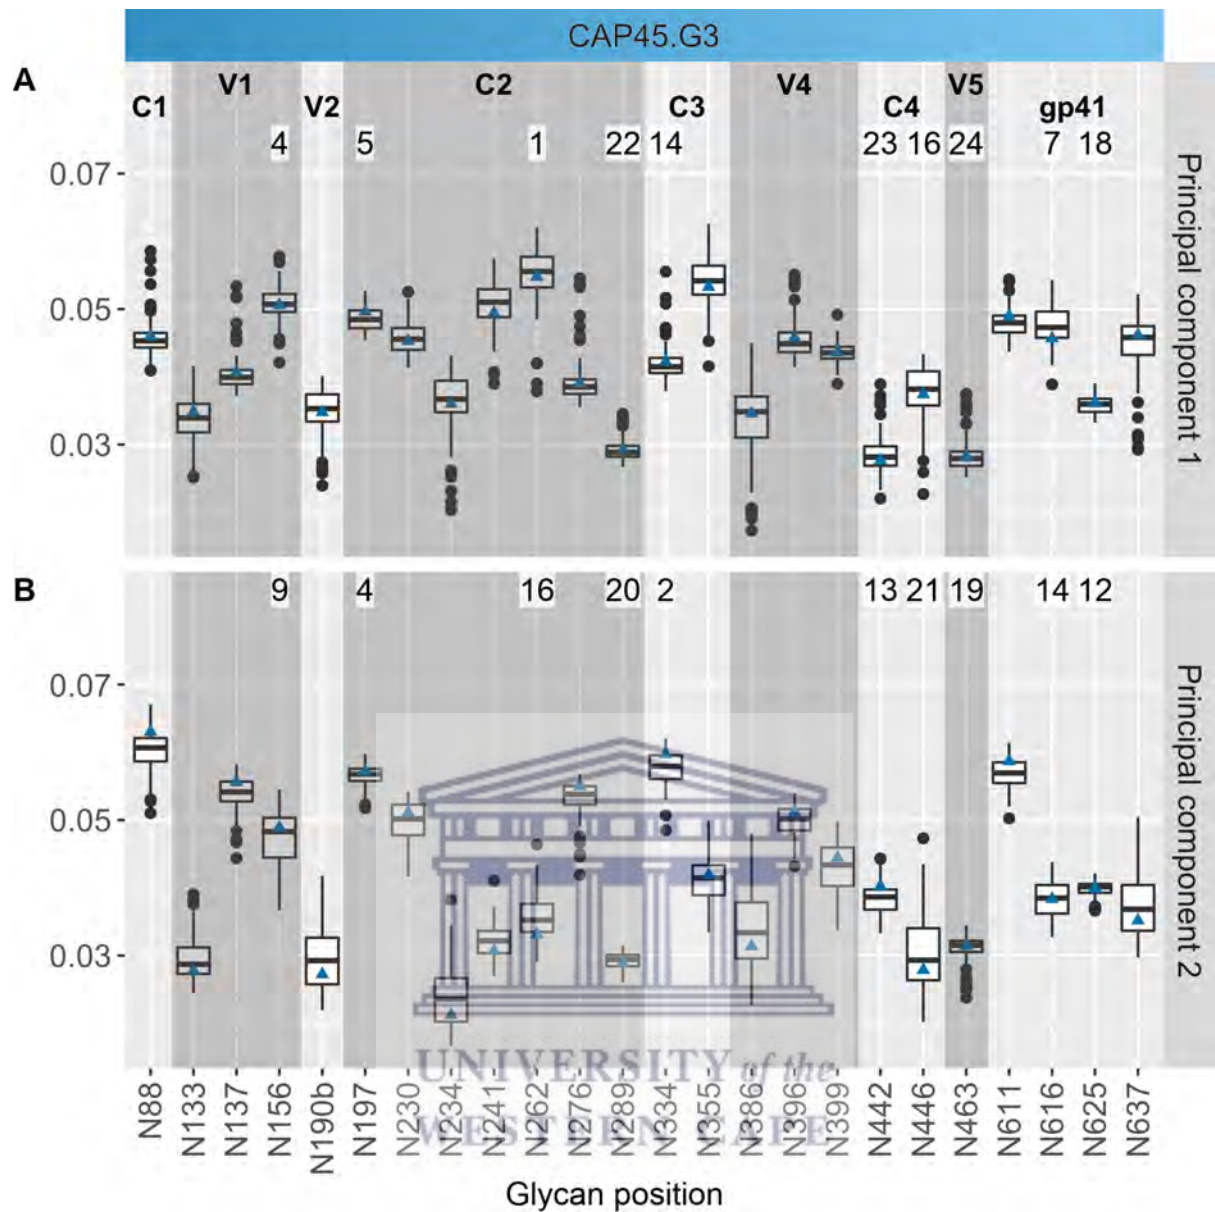 CAP45.G3
A
V1 C2 V4 V5
C1 V2 C3 C4 gp41
4 5 1 22 14 23 16 24 7 18
0.07
0.05
0.03
Principal component 1
B
9 4 16 20 2 13 21 19 14 12
0.07
0.05
0.03
Principal component 2
UNIVERSITY of the
WESTERN CAPE
N88 N133 N137 N156 N190b N197 N230 N234 N241 N262 N276 N289 N334 N355 N386 N396 N399 N442 N446 N463 N611 N616 N625 N637
Glycan position